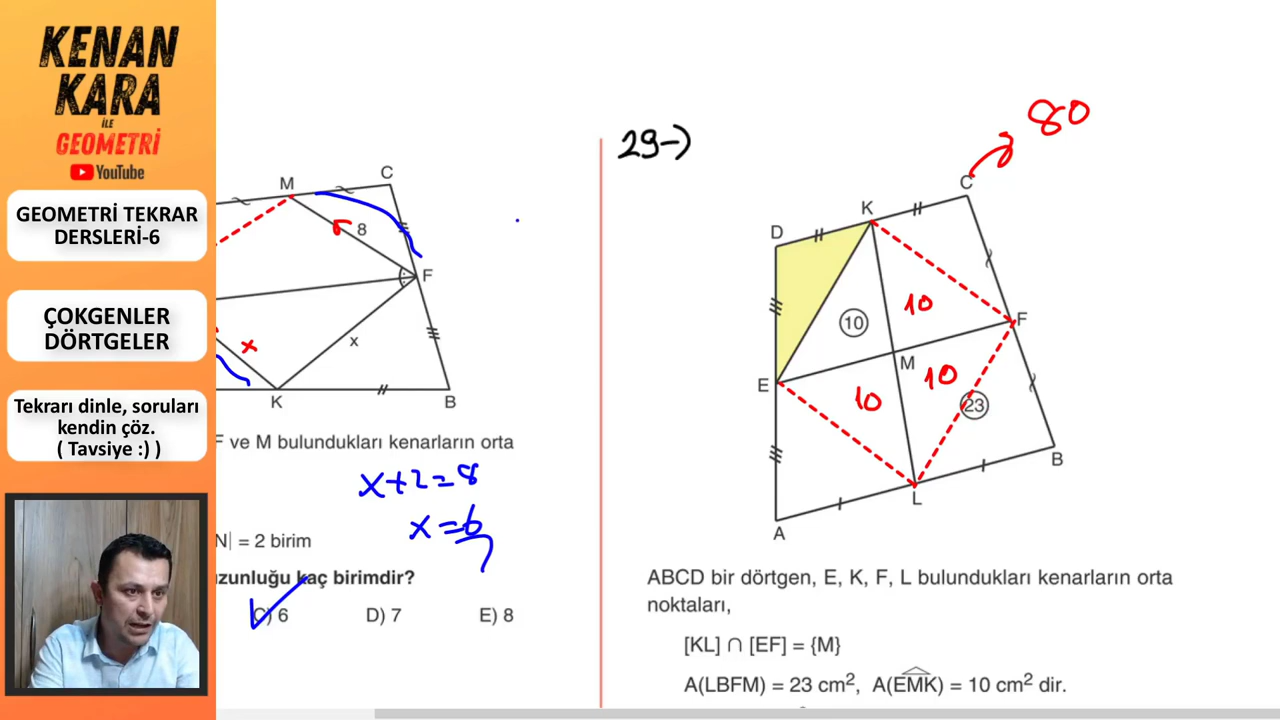 KENAN
KARA
İLE
GEOMETRİ
YouTube
GEOMETRİ TEKRAR
DERSLERİ-6
ÇOKGENLER
DÖRTGELER
Tekrarı dinle, soruları
kendin çöz.
( Tavsiye :) )
M
C
8
F
x
x
K
B
F ve M bulundukları kenarların orta
x+2=8
x=6
N| = 2 birim
uzunluğu kaç birimdir?
C) 6 D) 7 E) 8
29-)
80
C
K
D
10
10
F
M
E
10
10
23
B
L
A
ABCD bir dörtgen, E, K, F, L bulundukları kenarların orta
noktaları,
[KL] ∩ [EF] = {M}
A(LBFM) = 23 cm², A(EMK) = 10 cm² dir.